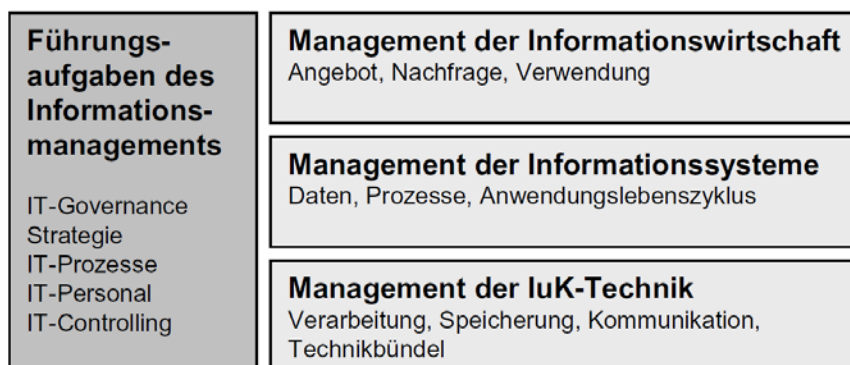 Führungs-
aufgaben des
Informations-
managements
IT-Governance
Strategie
IT-Prozesse
IT-Personal
IT-Controlling
Management der Informationswirtschaft
Angebot, Nachfrage, Verwendung
Management der Informationssysteme
Daten, Prozesse, Anwendungslebenszyklus
Management der IuK-Technik
Verarbeitung, Speicherung, Kommunikation,
Technikbündel